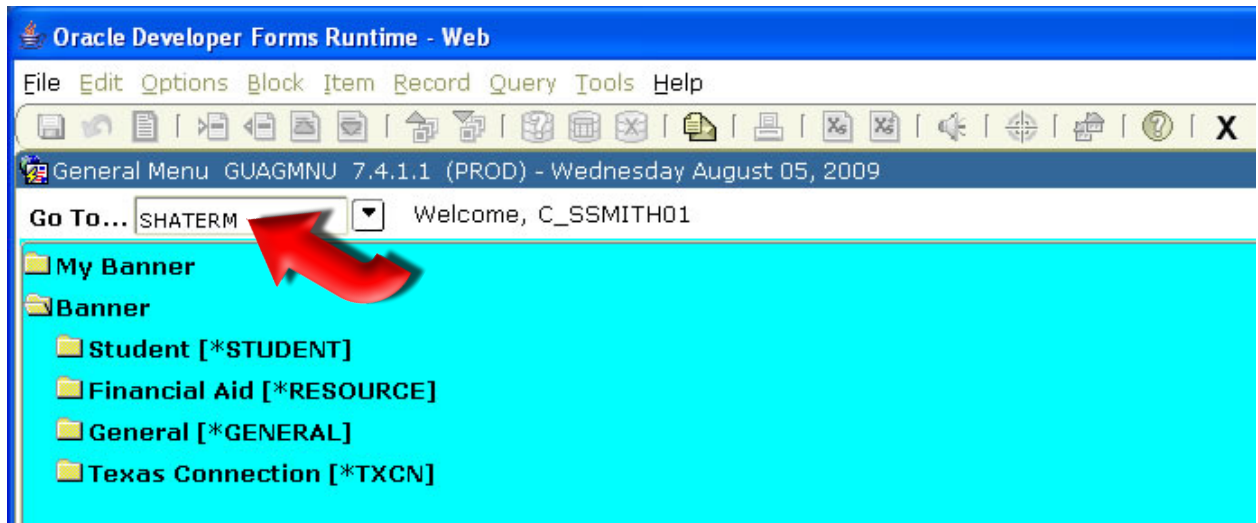 Oracle Developer Forms Runtime - Web
File Edit Options Block Item Record Query Tools Help
X
General Menu GUAGMNU 7.4.1.1 (PROD) - Wednesday August 05, 2009
Go To... SHATERM Welcome, C_SSMITH01
My Banner
Banner
Student [*STUDENT]
Financial Aid [*RESOURCE]
General [*GENERAL]
Texas Connection [*TXCN]